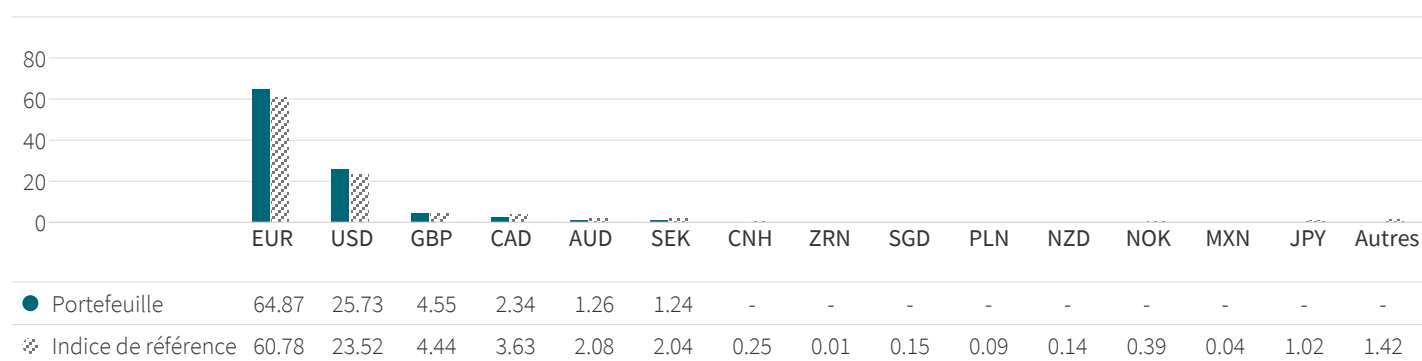 80
60
40
20
0
EUR USD GBP CAD AUD SEK CNH ZRN SGD PLN NZD NOK MXN JPY Autres
Portefeuille 64.87 25.73 4.55 2.34 1.26 1.24 - - - - - - - - -
Indice de référence 60.78 23.52 4.44 3.63 2.08 2.04 0.25 0.01 0.15 0.09 0.14 0.39 0.04 1.02 1.42